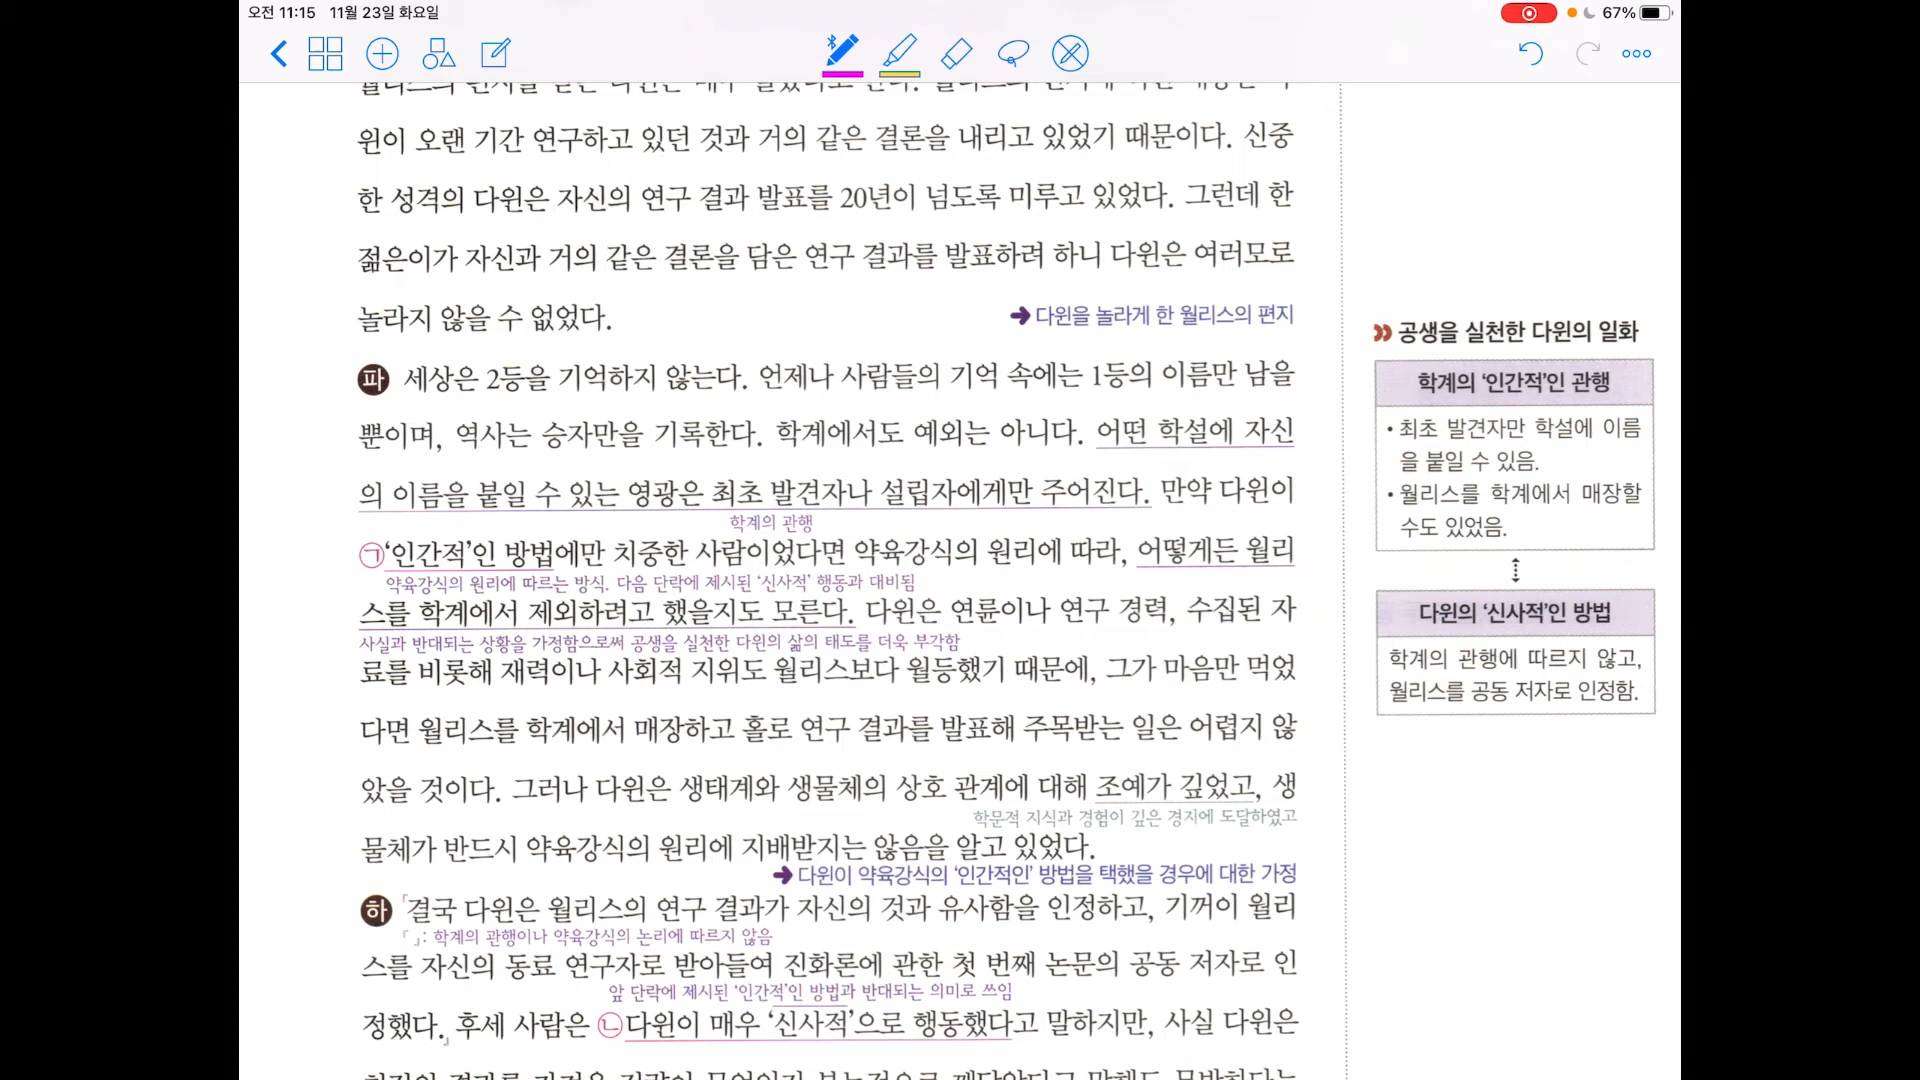 오전 11:15 11월 23일 화요일
67%
윈이 오랜 기간 연구하고 있던 것과 거의 같은 결론을 내리고 있었기 때문이다. 신중
한 성격의 다윈은 자신의 연구 결과 발표를 20년이 넘도록 미루고 있었다. 그런데 한
젊은이가 자신과 거의 같은 결론을 담은 연구 결과를 발표하려 하니 다윈은 여러모로
놀라지 않을 수 없었다.
➜ 다윈을 놀라게 한 월리스의 편지
파 세상은 2등을 기억하지 않는다. 언제나 사람들의 기억 속에는 1등의 이름만 남을
뿐이며, 역사는 승자만을 기록한다. 학계에서도 예외는 아니다. 어떤 학설에 자신
의 이름을 붙일 수 있는 영광은 최초 발견자나 설립자에게만 주어진다. 만약 다윈이
학계의 관행
㉠‘인간적’인 방법에만 치중한 사람이었다면 약육강식의 원리에 따라, 어떻게든 월리
약육강식의 원리에 따르는 방식. 다음 단락에 제시된 ‘신사적’ 행동과 대비됨
스를 학계에서 제외하려고 했을지도 모른다. 다윈은 연륜이나 연구 경력, 수집된 자
사실과 반대되는 상황을 가정함으로써 공생을 실천한 다윈의 삶의 태도를 더욱 부각함
료를 비롯해 재력이나 사회적 지위도 월리스보다 월등했기 때문에, 그가 마음만 먹었
다면 월리스를 학계에서 매장하고 홀로 연구 결과를 발표해 주목받는 일은 어렵지 않
았을 것이다. 그러나 다윈은 생태계와 생물체의 상호 관계에 대해 조예가 깊었고, 생
학문적 지식과 경험이 깊은 경지에 도달하였고
물체가 반드시 약육강식의 원리에 지배받지는 않음을 알고 있었다.
➜ 다윈이 약육강식의 ‘인간적인’ 방법을 택했을 경우에 대한 가정
하 『결국 다윈은 월리스의 연구 결과가 자신의 것과 유사함을 인정하고, 기꺼이 월리
『 』: 학계의 관행이나 약육강식의 논리에 따르지 않음
스를 자신의 동료 연구자로 받아들여 진화론에 관한 첫 번째 논문의 공동 저자로 인
앞 단락에 제시된 ‘인간적’인 방법과 반대되는 의미로 쓰임
정했다.』 후세 사람은 ㉡다윈이 매우 ‘신사적’으로 행동했다고 말하지만, 사실 다윈은
공생을 실천한 다윈의 일화
학계의 ‘인간적’인 관행
• 최초 발견자만 학설에 이름
을 붙일 수 있음.
• 월리스를 학계에서 매장할
수도 있었음.
다윈의 ‘신사적’인 방법
학계의 관행에 따르지 않고,
월리스를 공동 저자로 인정함.